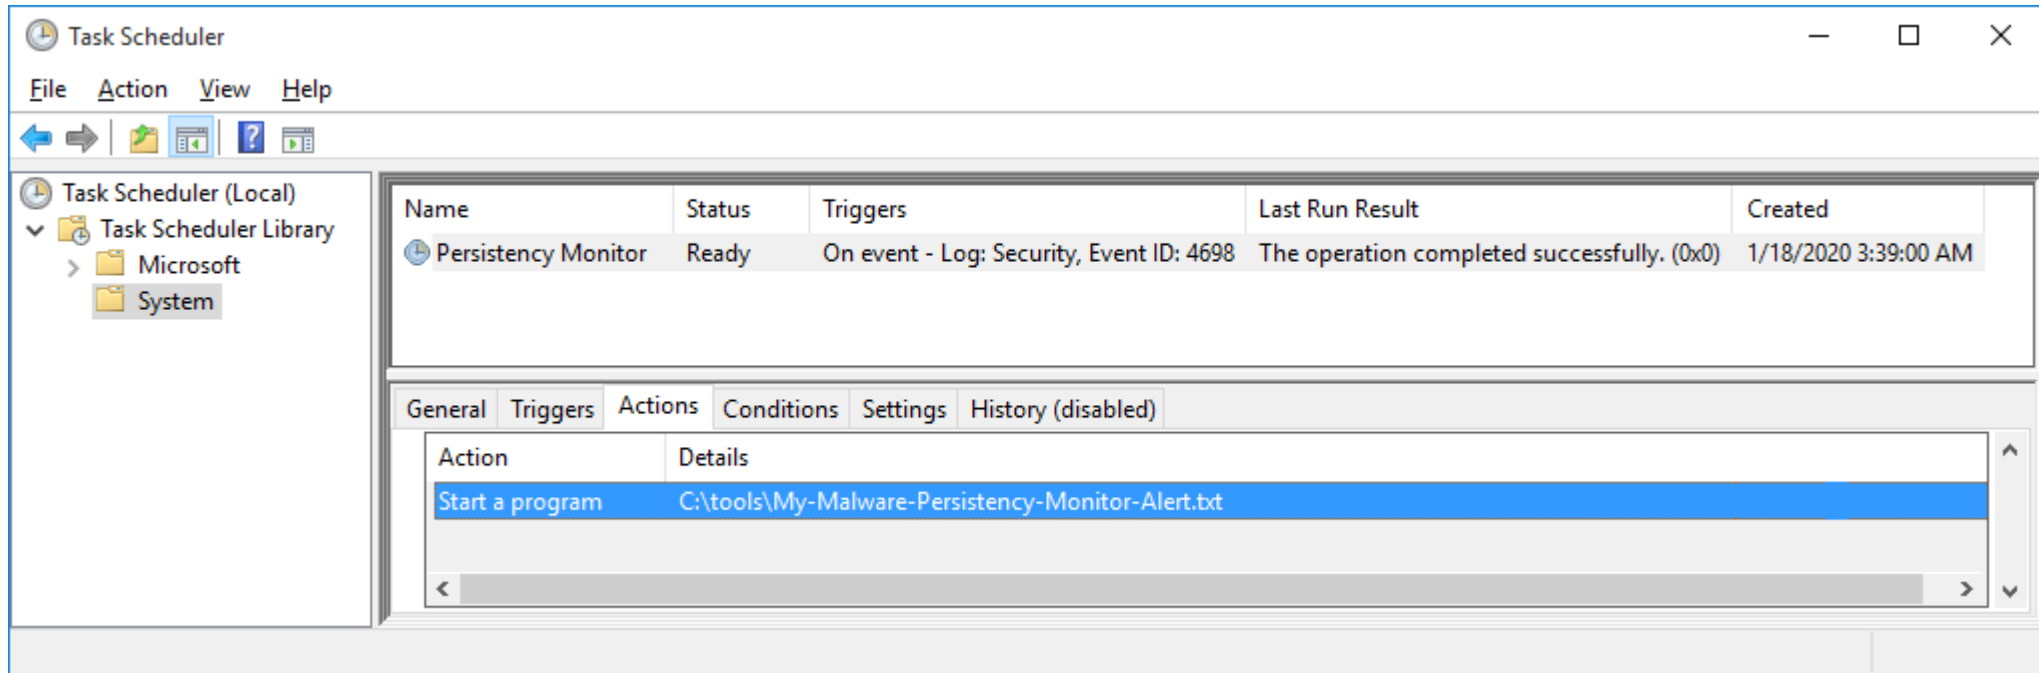 Task Scheduler
File Action View Help
Task Scheduler (Local)
Task Scheduler Library
Microsoft
System
Name Status Triggers Last Run Result Created
Persistency Monitor Ready On event - Log: Security, Event ID: 4698 The operation completed successfully. (0x0) 1/18/2020 3:39:00 AM
General Triggers Actions Conditions Settings History (disabled)
Action Details
Start a program C:\tools\My-Malware-Persistency-Monitor-Alert.txt